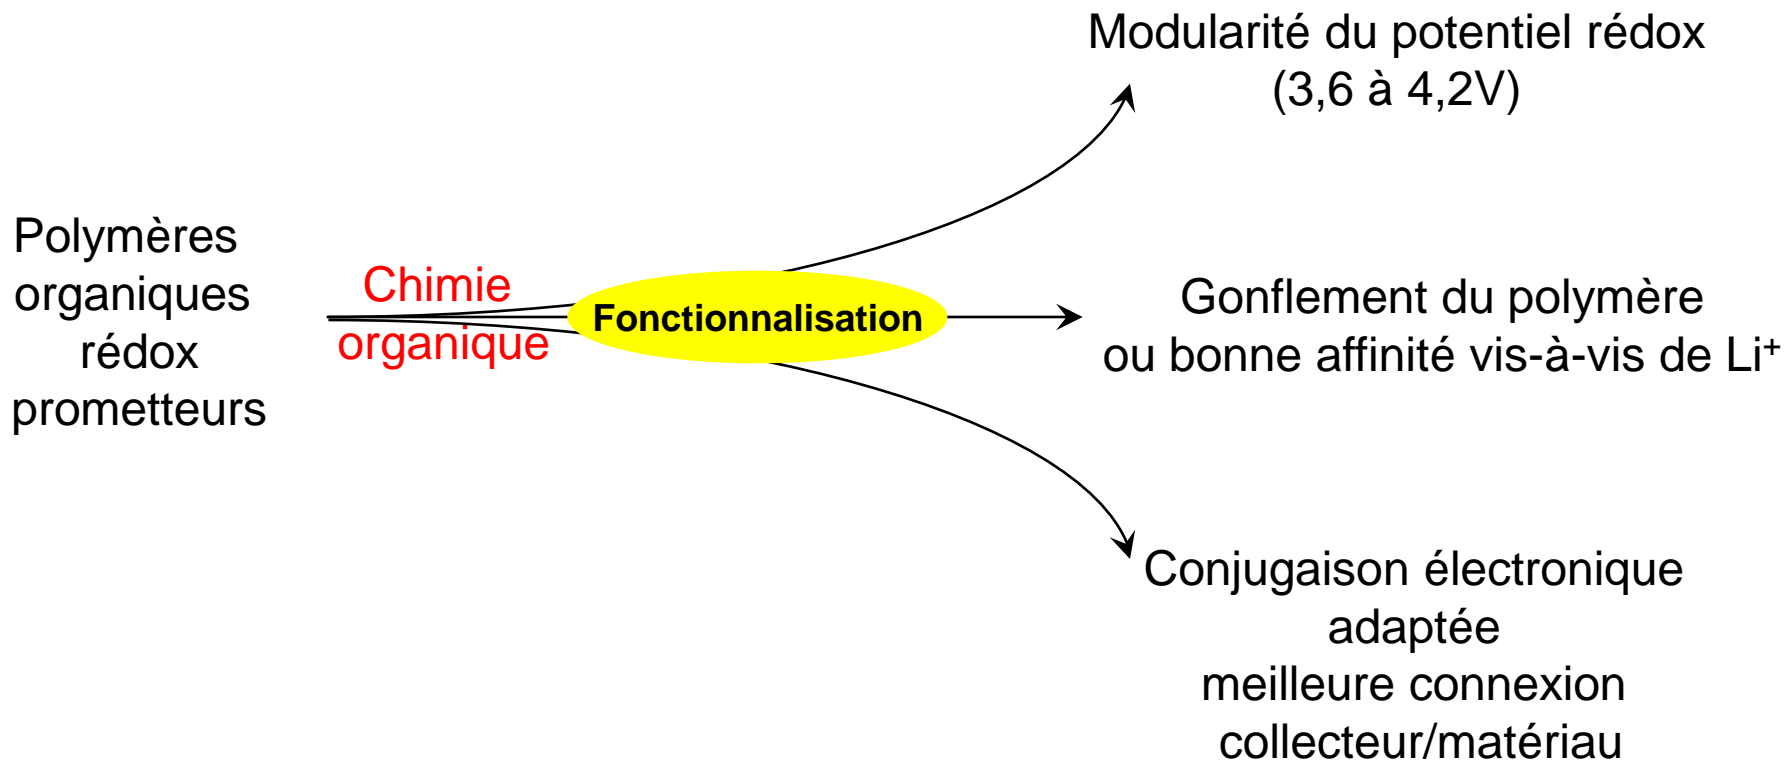 Polymères
organiques
rédox
prometteurs
Chimie
organique
Fonctionnalisation
Modularité du potentiel rédox
(3,6 à 4,2V)
Gonflement du polymère
ou bonne affinité vis-à-vis de Li⁺
Conjugaison électronique
adaptée
meilleure connexion
collecteur/matériau